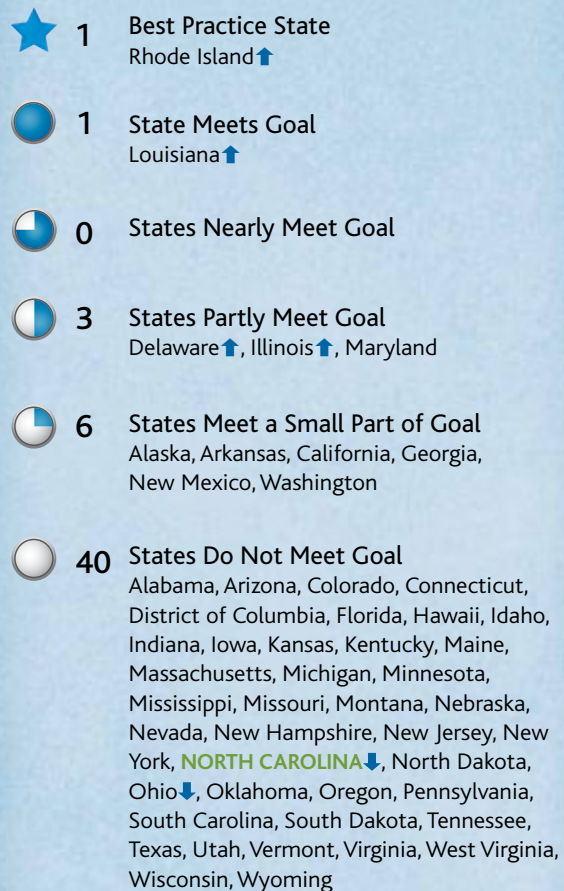 1 Best Practice State
Rhode Island⬆
1 State Meets Goal
Louisiana⬆
0 States Nearly Meet Goal
3 States Partly Meet Goal
Delaware⬆, Illinois⬆, Maryland
6 States Meet a Small Part of Goal
Alaska, Arkansas, California, Georgia,
New Mexico, Washington
40 States Do Not Meet Goal
Alabama, Arizona, Colorado, Connecticut,
District of Columbia, Florida, Hawaii, Idaho,
Indiana, Iowa, Kansas, Kentucky, Maine,
Massachusetts, Michigan, Minnesota,
Mississippi, Missouri, Montana, Nebraska,
Nevada, New Hampshire, New Jersey, New
York, NORTH CAROLINA⬇, North Dakota,
Ohio⬇, Oklahoma, Oregon, Pennsylvania,
South Carolina, South Dakota, Tennessee,
Texas, Utah, Vermont, Virginia, West Virginia,
Wisconsin, Wyoming